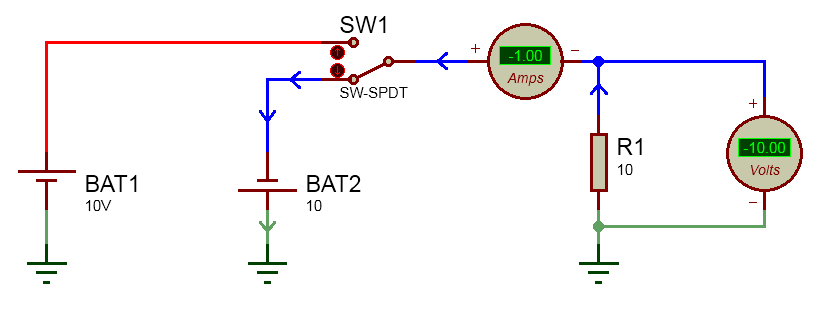 SW1
SW-SPDT
+
-1.00
Amps
−
BAT1
10V
BAT2
10
R1
10
+
-10.00
Volts
−